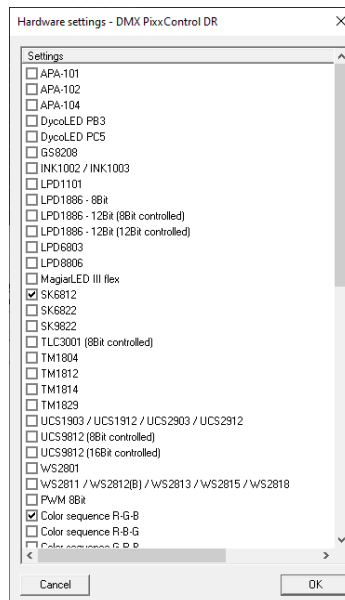 Hardware settings - DMX PixxControl DR
Settings
APA-101
APA-102
APA-104
DycoLED PB3
DycoLED PC5
GS8208
INK1002 / INK1003
LPD1101
LPD1886 - 8Bit
LPD1886 - 12Bit (8Bit controlled)
LPD1886 - 12Bit (12Bit controlled)
LPD6803
LPD8806
MagiarLED III flex
SK6812
SK6822
SK9822
TLC3001 (8Bit controlled)
TM1804
TM1812
TM1814
TM1829
UCS1903 / UCS1912 / UCS2903 / UCS2912
UCS9812 (8Bit controlled)
UCS9812 (16Bit controlled)
WS2801
WS2811 / WS2812(B) / WS2813 / WS2815 / WS2818
PWM 8Bit
Color sequence R-G-B
Color sequence R-B-G
Color sequence G-R-B
Cancel
OK